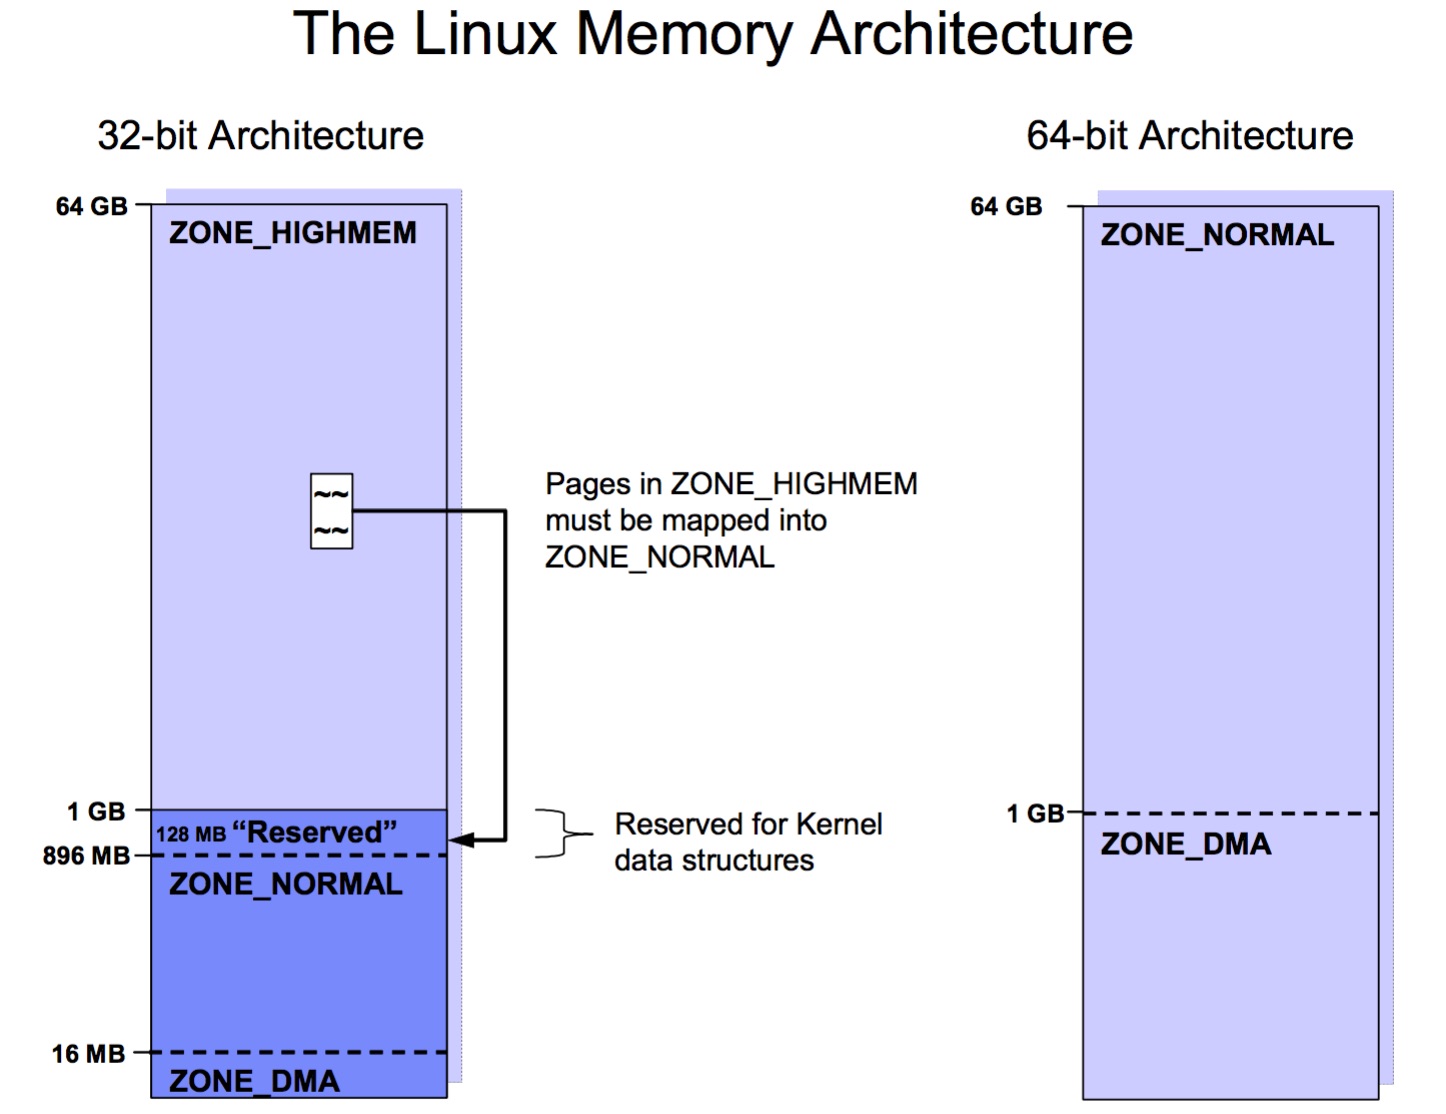 The Linux Memory Architecture
32-bit Architecture
64 GB
ZONE_HIGHMEM
~~
~~
Pages in ZONE_HIGHMEM
must be mapped into
ZONE_NORMAL
1 GB
128 MB “Reserved”
896 MB
Reserved for Kernel
data structures
ZONE_NORMAL
16 MB
ZONE_DMA
64-bit Architecture
64 GB
ZONE_NORMAL
1 GB
ZONE_DMA